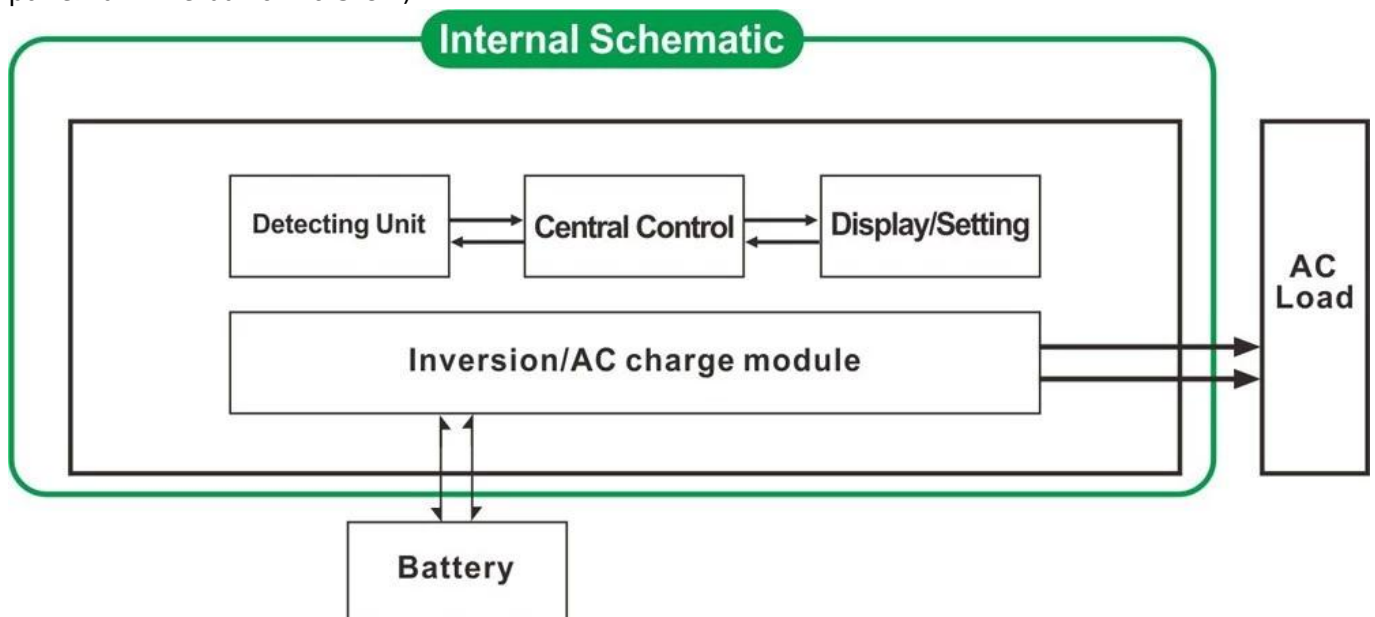 Internal Schematic
Detecting Unit
Central Control
Display/Setting
AC
Load
Inversion/AC charge module
Battery